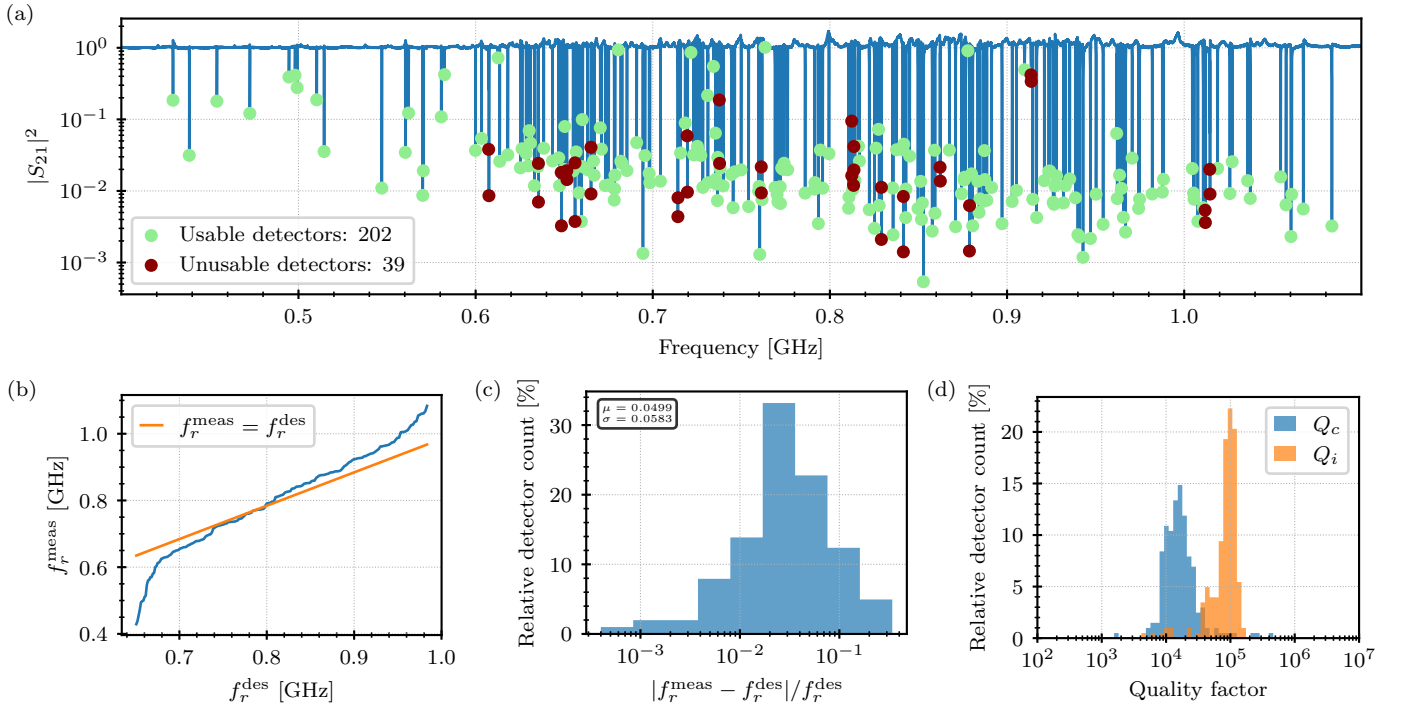 (a)
10^0
10^−1
10^−2
10^−3
|S_21|^2
Usable detectors: 202
Unusable detectors: 39
0.5 0.6 0.7 0.8 0.9 1.0
Frequency [GHz]
(b)
f_r^meas = f_r^des
1.0
0.8
0.6
0.4
f_r^meas [GHz]
0.7 0.8 0.9 1.0
f_r^des [GHz]
(c)
μ = 0.0499
σ = 0.0583
30
20
10
0
Relative detector count [%]
10^−3 10^−2 10^−1
|f_r^meas − f_r^des|/f_r^des
(d)
Q_c
Q_i
20
15
10
5
0
Relative detector count [%]
10^2 10^3 10^4 10^5 10^6 10^7
Quality factor